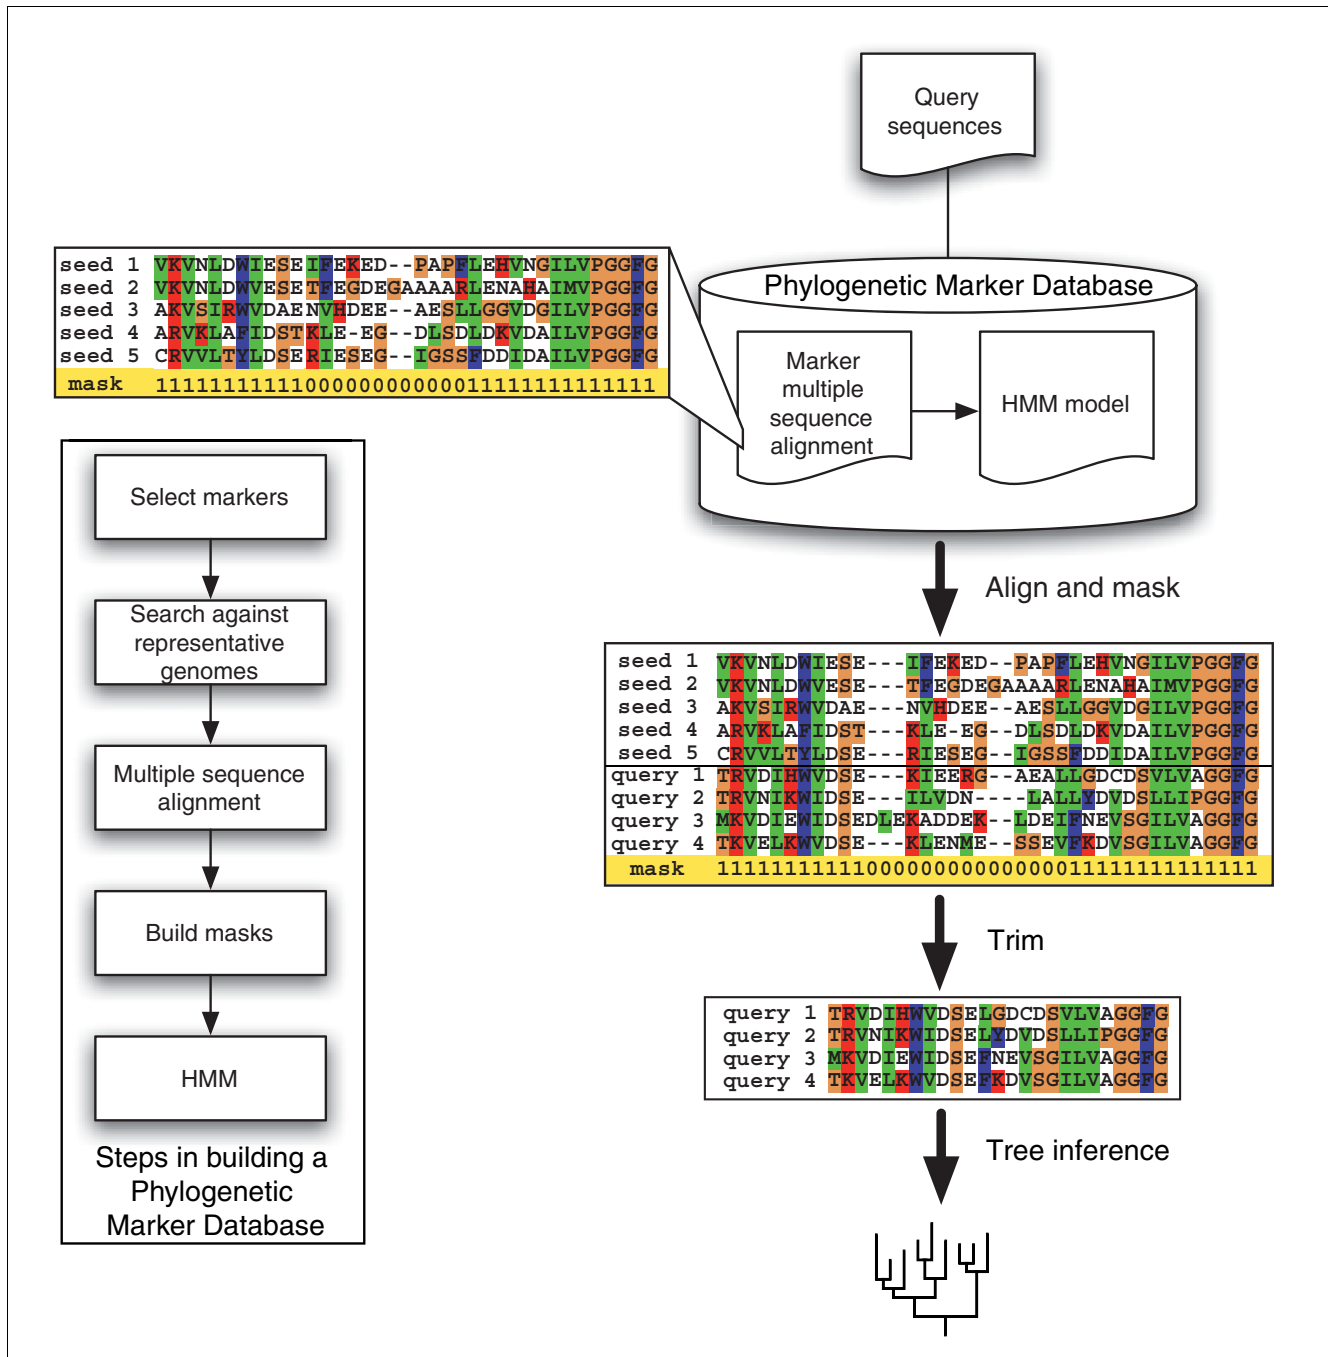 Query
sequences
seed 1 VKVNLDWIESEIFEKED--PAPFLEHVNGILVPGGFG
seed 2 VKVNLDWVESETFEGDEGAAAARLENAHAIMVPGGFG
seed 3 AKVSIRWVDAENVHDEE--AESLLGGVDGILVPGGFG
seed 4 ARVKLAFIDSTKLE-EG--DLSDLDKVDAILVPGGFG
seed 5 CRVVLTYLDSERIESEG--IGSSFDDIDAILVPGGFG
mask 1111111111100000000000011111111111111
Phylogenetic Marker Database
Marker
multiple
sequence
alignment
HMM model
Select markers
Search against
representative
genomes
Multiple sequence
alignment
Build masks
HMM
Steps in building a
Phylogenetic
Marker Database
Align and mask
seed 1 VKVNLDWIESE---IFEKED--PAPFLEHVNGILVPGGFG
seed 2 VKVNLDWVESE---TFEGDEGAAAARLENAHAIMVPGGFG
seed 3 AKVSIRWVDAE---NVHDEE--AESLLGGVDGILVPGGFG
seed 4 ARVKLAFIDST---KLE-EG--DLSDLDKVDAILVPGGFG
seed 5 CRVVLTYLDSE---RIESEG--IGSSFDDIDAILVPGGFG
query 1 TRVDIHWVDSE---KIEERG--AEALLGDCDSVLVAGGFG
query 2 TRVNIKWIDSE---ILVDN----LALLYDVDSLLIPGGFG
query 3 MKVDIEWIDSEDLEKADDEK--LDEIFNEVSGILVAGGFG
query 4 TKVELKWVDSE---KLENME--SSEVFKDVSGILVAGGFG
mask 1111111111100000000000000011111111111111
Trim
query 1 TRVDIHWVDSELGDCDSVLVAGGFG
query 2 TRVNIKWIDSELYDVDSLLIPGGFG
query 3 MKVDIEWIDSEFNEVSGILVAGGFG
query 4 TKVELKWVDSEFKDVSGILVAGGFG
Tree inference